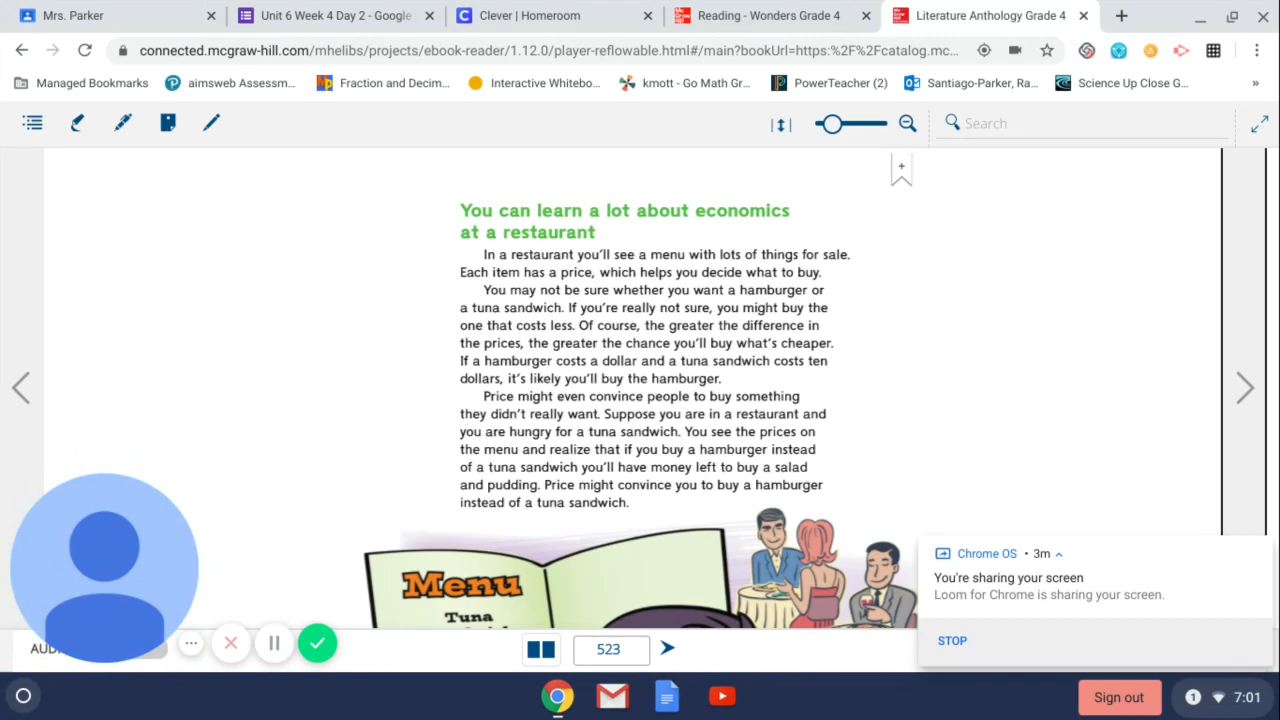 Mrs. Parker
Unit 6 Week 4 Day 2 - Google
Clever | Homeroom
Reading - Wonders Grade 4
Literature Anthology Grade 4
connected.mcgraw-hill.com/mhelibs/projects/ebook-reader/1.12.0/player-reflowable.html#/main?bookUrl=https:%2F%2Fcatalog.mc...
Managed Bookmarks
aimsweb Assessm...
Fraction and Decim...
Interactive Whitebo...
kmott - Go Math Gr...
PowerTeacher (2)
Santiago-Parker, Ra...
Science Up Close G...
»
Search
You can learn a lot about economics
at a restaurant
In a restaurant you'll see a menu with lots of things for sale.
Each item has a price, which helps you decide what to buy.
You may not be sure whether you want a hamburger or
a tuna sandwich. If you're really not sure, you might buy the
one that costs less. Of course, the greater the difference in
the prices, the greater the chance you'll buy what's cheaper.
If a hamburger costs a dollar and a tuna sandwich costs ten
dollars, it's likely you'll buy the hamburger.
Price might even convince people to buy something
they didn't really want. Suppose you are in a restaurant and
you are hungry for a tuna sandwich. You see the prices on
the menu and realize that if you buy a hamburger instead
of a tuna sandwich you'll have money left to buy a salad
and pudding. Price might convince you to buy a hamburger
instead of a tuna sandwich.
Menu
Tuna
Chrome OS • 3m
You're sharing your screen
Loom for Chrome is sharing your screen.
STOP
523
Sign out
1
7:01